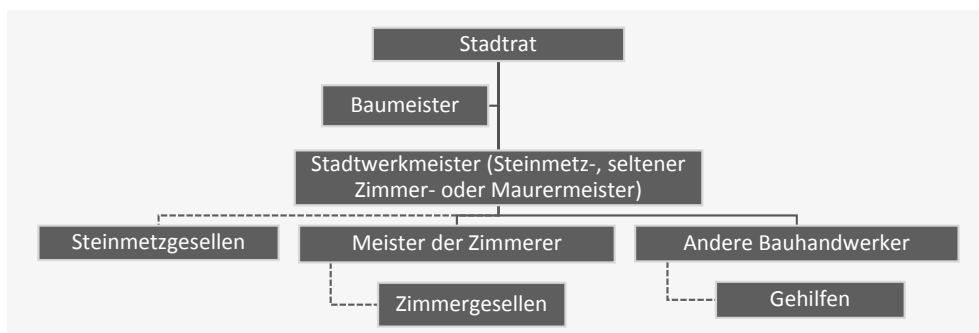 Stadtrat
Baumeister
Stadtwerkmeister (Steinmetz-, seltener
Zimmer- oder Maurermeister)
Steinmetzgesellen
Meister der Zimmerer
Andere Bauhandwerker
Zimmergesellen
Gehilfen